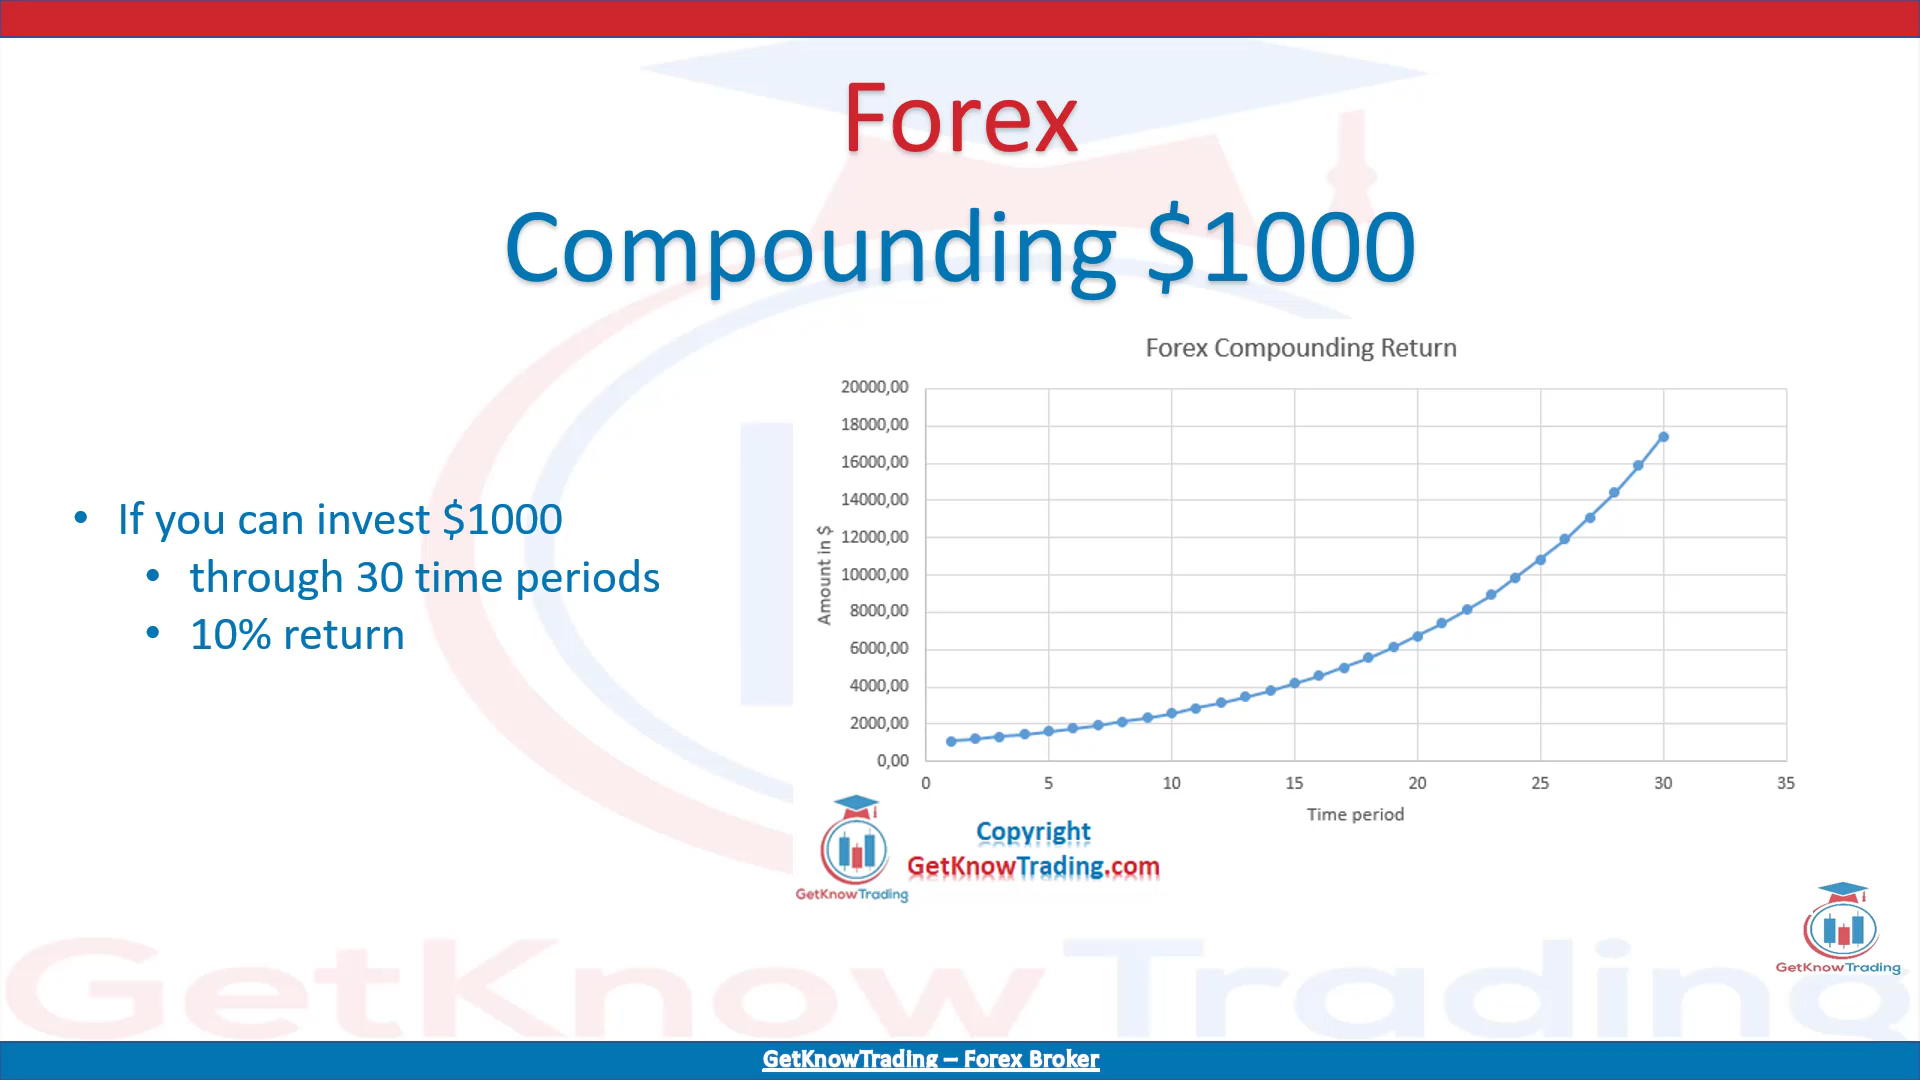 Forex
Compounding $1000
• If you can invest $1000
• through 30 time periods
• 10% return
Forex Compounding Return
20000,00
18000,00
16000,00
14000,00
12000,00
10000,00
8000,00
6000,00
4000,00
2000,00
0,00
Amount in $
0 5 10 15 20 25 30 35
Time period
Copyright
GetKnowTrading.com
GetKnowTrading
GetKnowTrading
GetKnow Trading
GetKnowTrading – Forex Broker